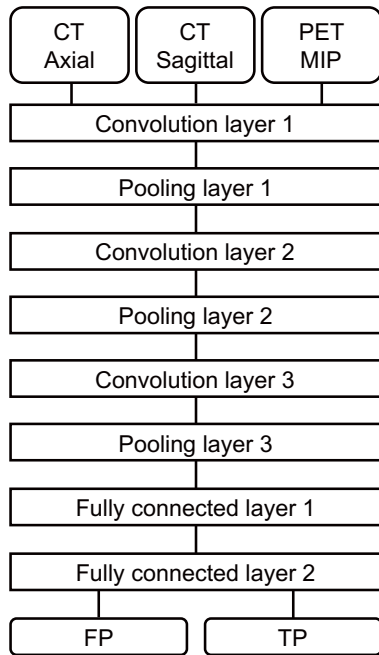 CT
Axial
CT
Sagittal
PET
MIP
Convolution layer 1
Pooling layer 1
Convolution layer 2
Pooling layer 2
Convolution layer 3
Pooling layer 3
Fully connected layer 1
Fully connected layer 2
FP
TP